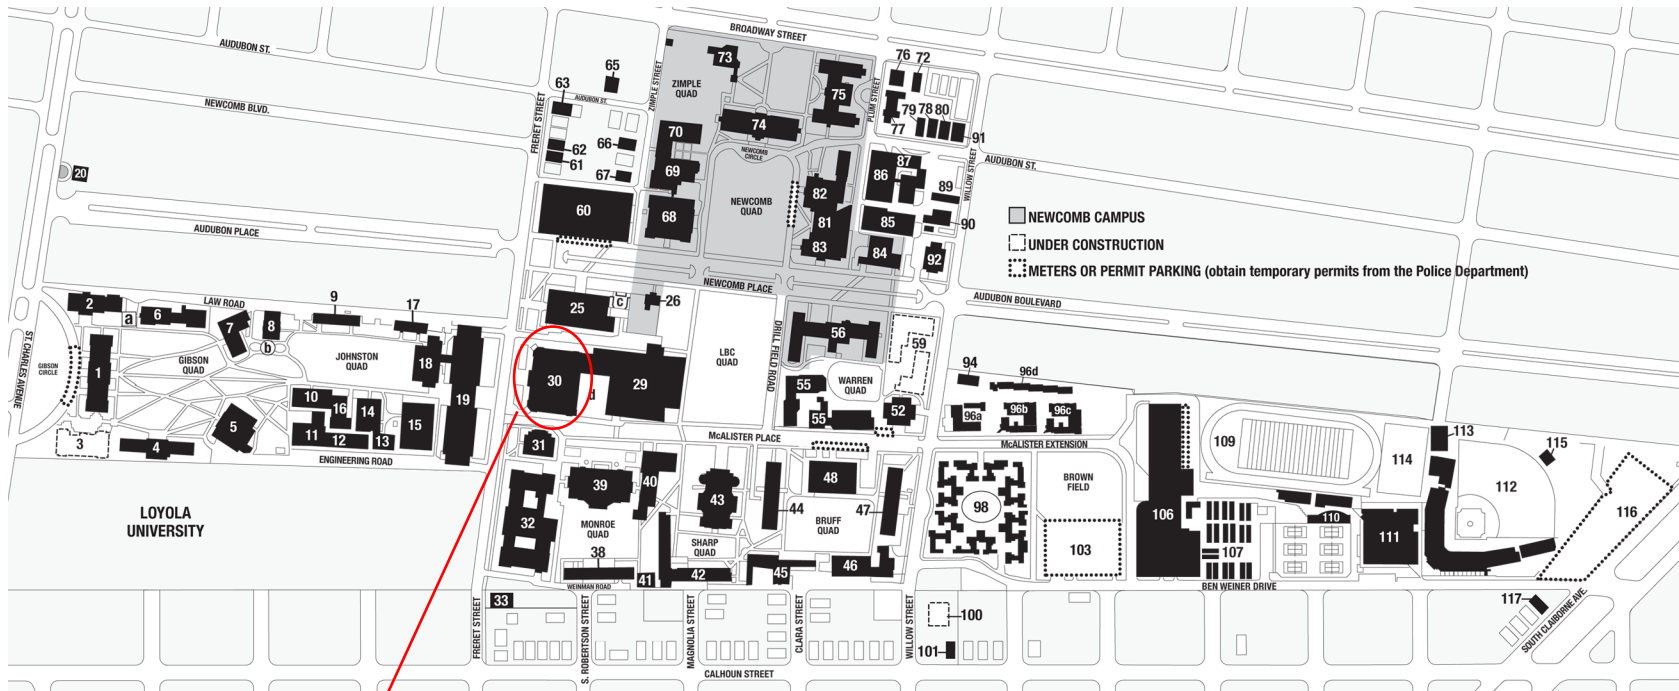 BROADWAY STREET
AUDUBON ST.
65
73
76 72
63
ZIMPLE STREET
ZIMPLE QUAD
75
PLUM STREET
AUDUBON ST.
NEWCOMB BLVD.
FRERET STREET
79 78 80
77
91
70
74
62
66
61
NEWCOMB CIRCLE
87
AUDUBON ST.
WILLOW STREET
20
67
69
86
89
82
60
68
NEWCOMB QUAD
81
85
90
NEWCOMB CAMPUS
AUDUBON PLACE
83
84
92
UNDER CONSTRUCTION
METERS OR PERMIT PARKING (obtain temporary permits from the Police Department)
NEWCOMB PLACE
AUDUBON BOULEVARD
2
LAW ROAD
9
17
25
c
26
6
a
7
8
b
56
59
ST. CHARLES AVENUE
GIBSON CIRCLE
1
GIBSON QUAD
JOHNSTON QUAD
18
LBC QUAD
DRILL FIELD ROAD
30
29
d
55
WARREN QUAD
94
96d
10
16
14
19
15
5
11
12
13
55
52
96a
96b
96c
3
4
ENGINEERING ROAD
31
McALISTER PLACE
McALISTER EXTENSION
109
113
114
115
39
40
43
44
48
47
BROWN FIELD
112
LOYOLA UNIVERSITY
32
MONROE QUAD
SHARP QUAD
BRUFF QUAD
98
106
110
111
116
38
103
107
41
42
45
46
WEINMAN ROAD
BEN WEINER DRIVE
33
FRERET STREET
S. ROBERTSON STREET
MAGNOLIA STREET
CLARA STREET
WILLOW STREET
100
101
117
SOUTH CLAIBORNE AVE.
CALHOUN STREET